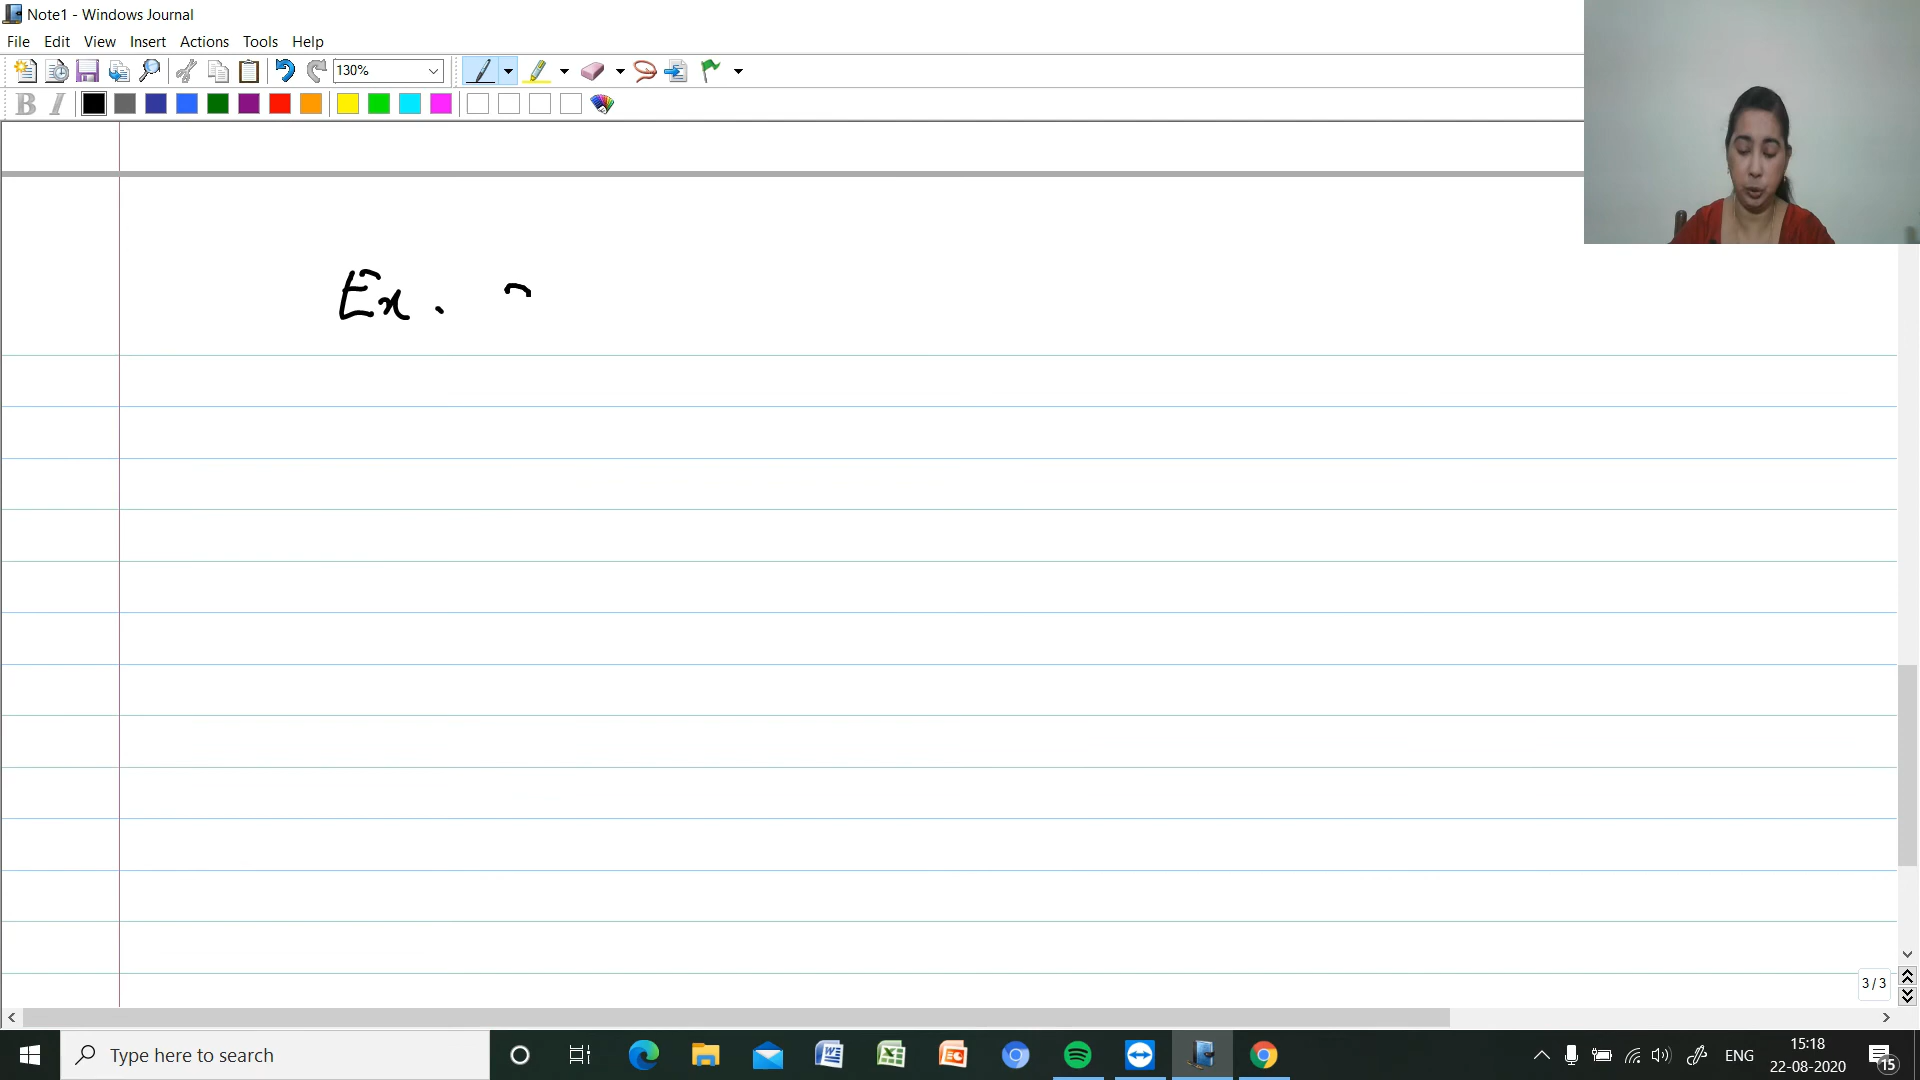 Note1 - Windows Journal
File Edit View Insert Actions Tools Help
130%
B I
Ex.
3 / 3
Type here to search
ENG
15:18
22-08-2020
15